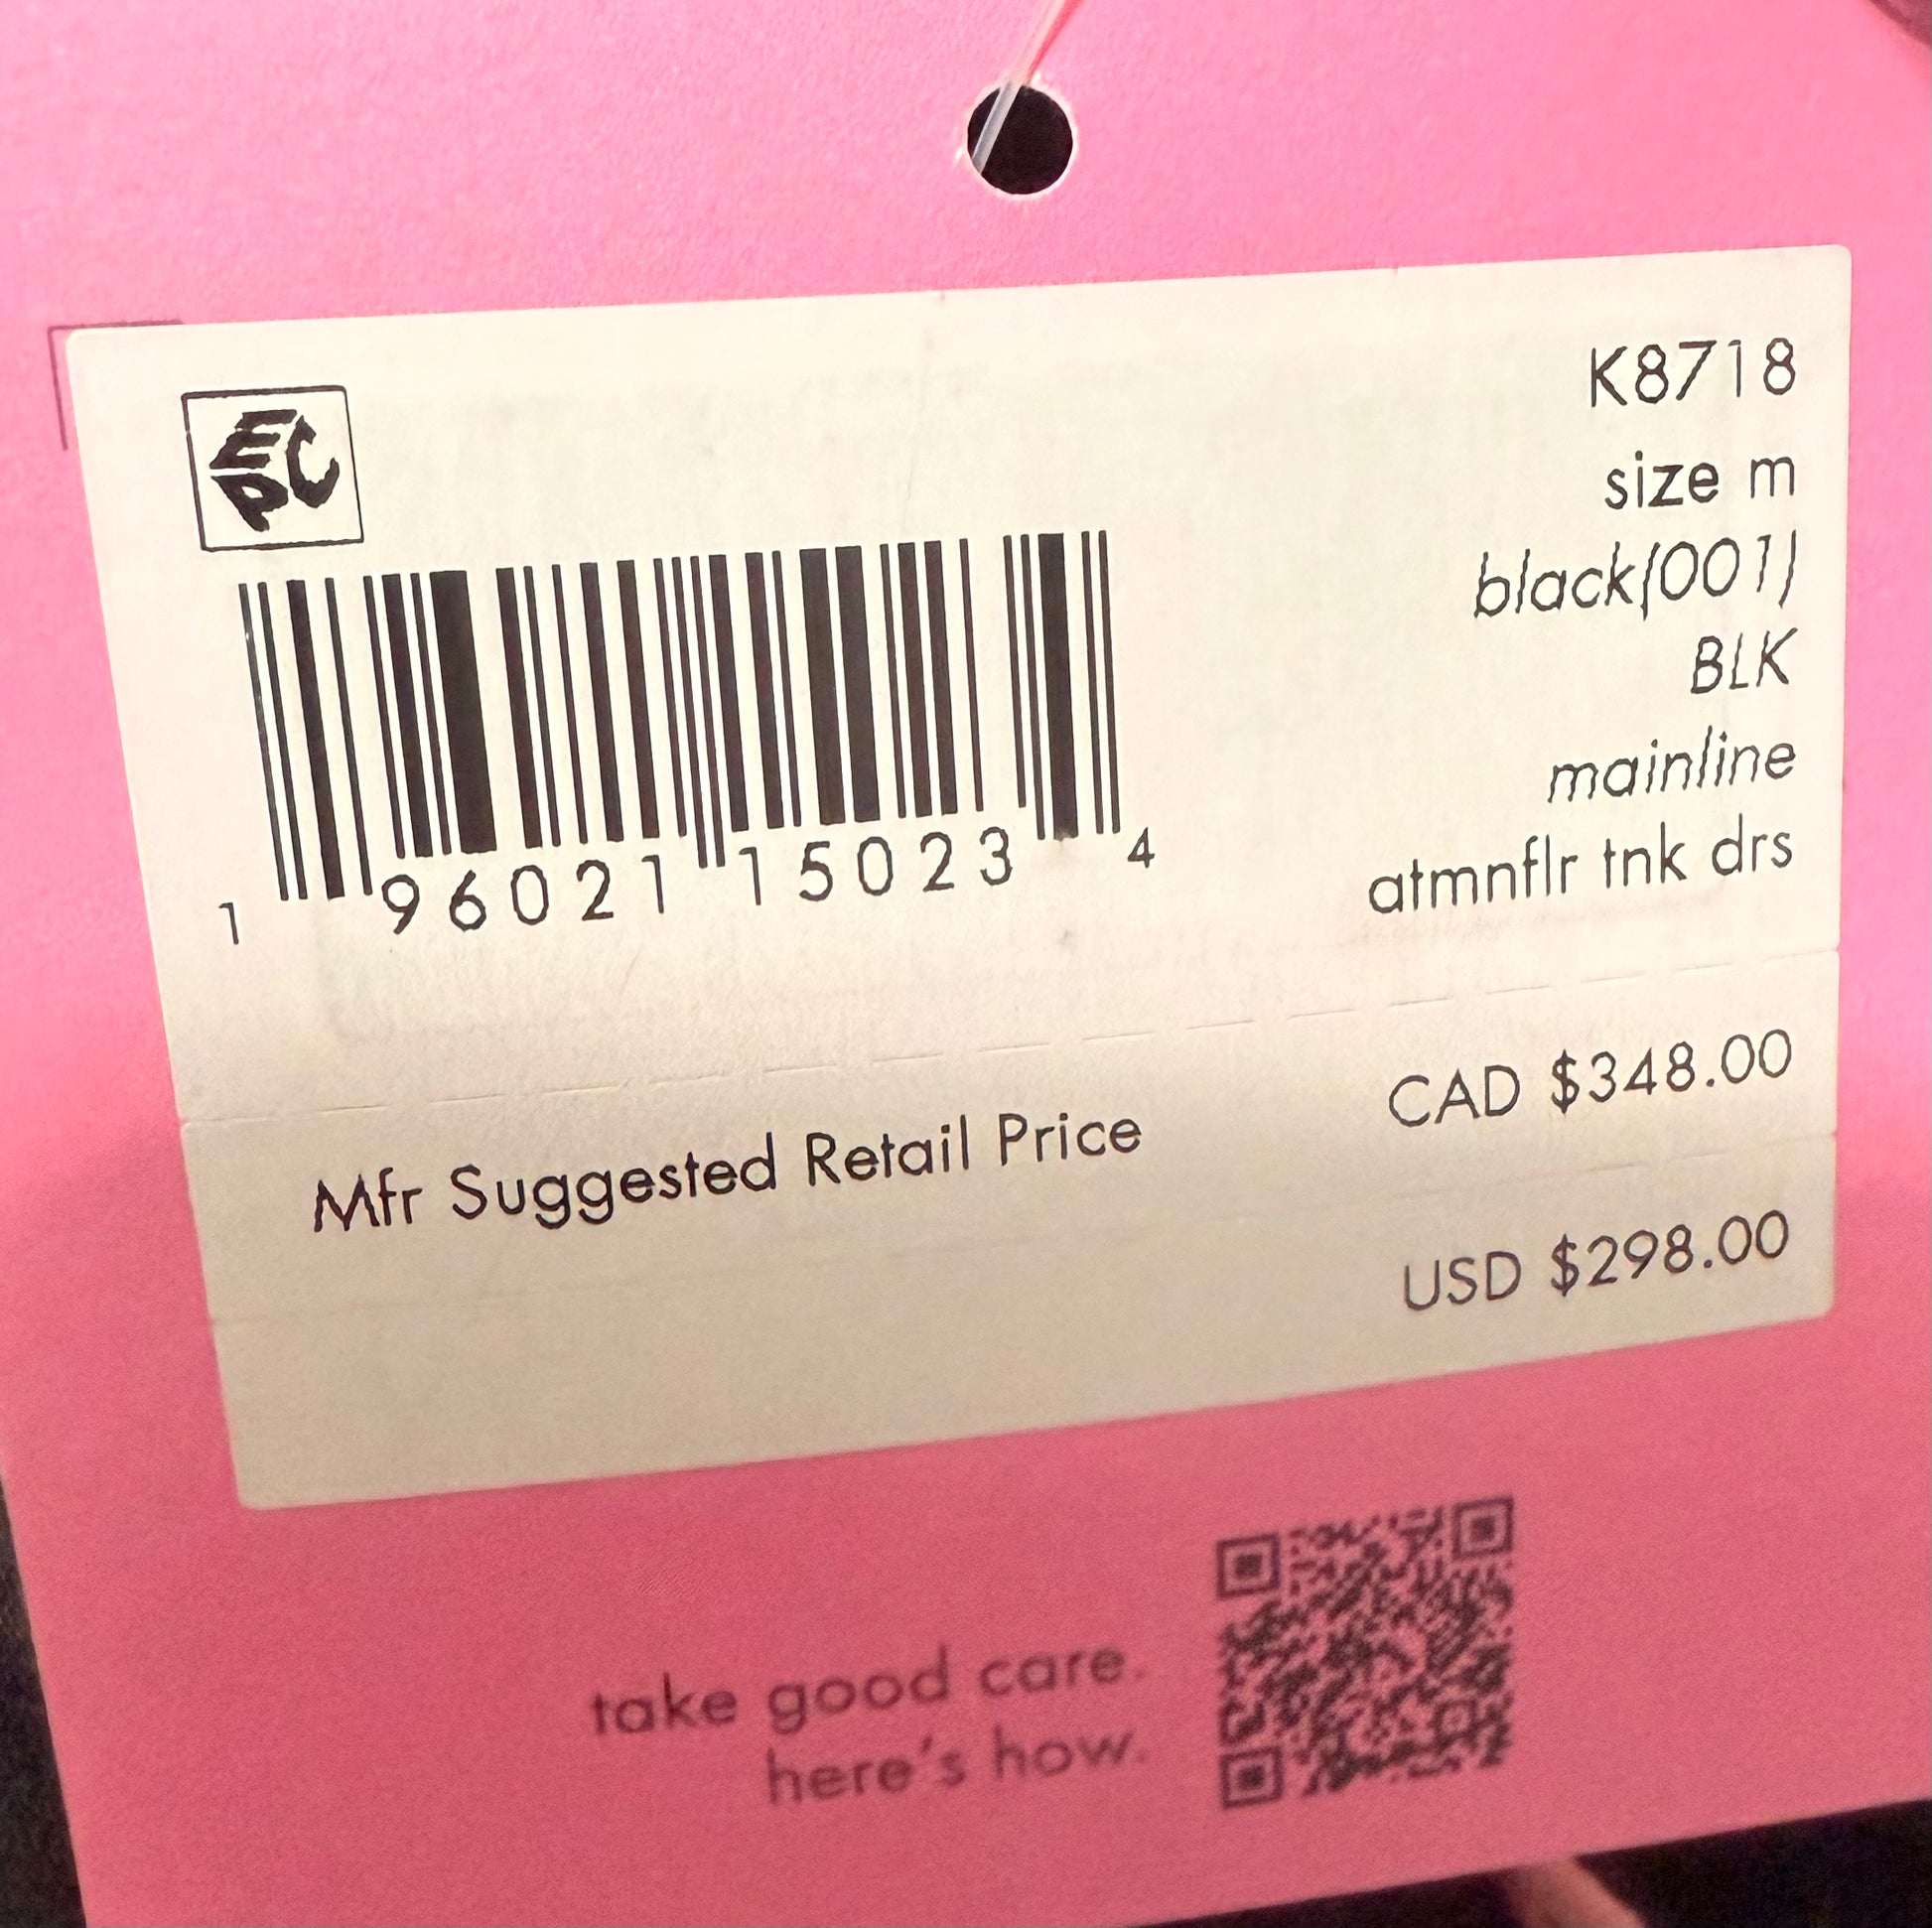 EPC
K8718
size m
black(001)
BLK
mainline
atmnflr tnk drs
1 96021 15023 4
Mfr Suggested Retail Price
CAD $348.00
USD $298.00
take good care.
here's how.